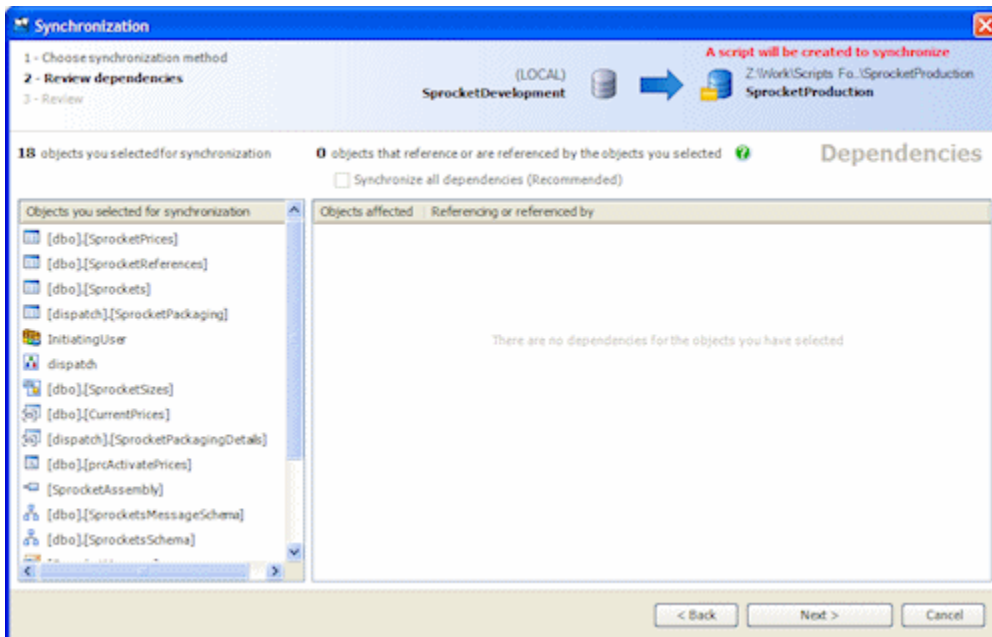 Synchronization
1 - Choose synchronization method
2 - Review dependencies
3 - Review
(LOCAL)
SprocketDevelopment
A script will be created to synchronize
Z:\Work\Scripts Fo..\SprocketProduction
SprocketProduction
18 objects you selected for synchronization
0 objects that reference or are referenced by the objects you selected
Dependencies
Synchronize all dependencies (Recommended)
Objects you selected for synchronization
Objects affected Referencing or referenced by
[dbo].[SprocketPrices]
[dbo].[SprocketReferences]
[dbo].[Sprockets]
[dispatch].[SprocketPackaging]
InitiatingUser
dispatch
[dbo].[SprocketSizes]
[dbo].[CurrentPrices]
[dispatch].[SprocketPackagingDetails]
[dbo].[prcActivatePrices]
[SprocketAssembly]
[dbo].[SprocketsMessageSchema]
[dbo].[SprocketsSchema]
There are no dependencies for the objects you have selected
< Back
Next >
Cancel